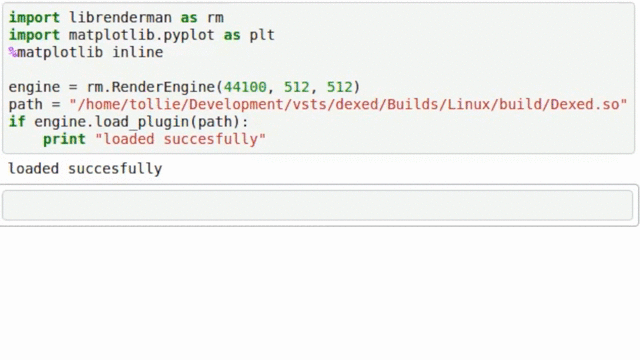 import librenderman as rm
import matplotlib.pyplot as plt
%matplotlib inline
engine = rm.RenderEngine(44100, 512, 512)
path = "/home/tollie/Development/vsts/dexed/Builds/Linux/build/Dexed.so"
if engine.load_plugin(path):
    print "loaded succesfully"
loaded succesfully